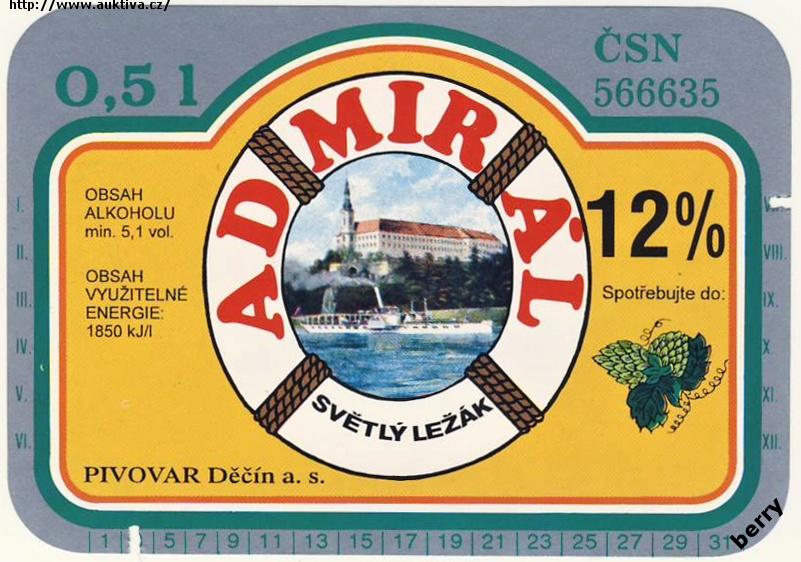 http://www.auktiva.cz/
0,5 l
ČSN
566635
ADMIRÁL
OBSAH
ALKOHOLU
min. 5,1 vol.
OBSAH
VYUŽITELNÉ
ENERGIE:
1850 kJ/l
12%
Spotřebujte do:
SVĚTLÝ LEŽÁK
PIVOVAR Děčín a. s.
I.
II.
III.
IV.
V.
VI.
VIII.
IX.
X.
XI.
XII.
1 5 7 9 11 13 15 17 19 21 23 25 27 29 31
berry